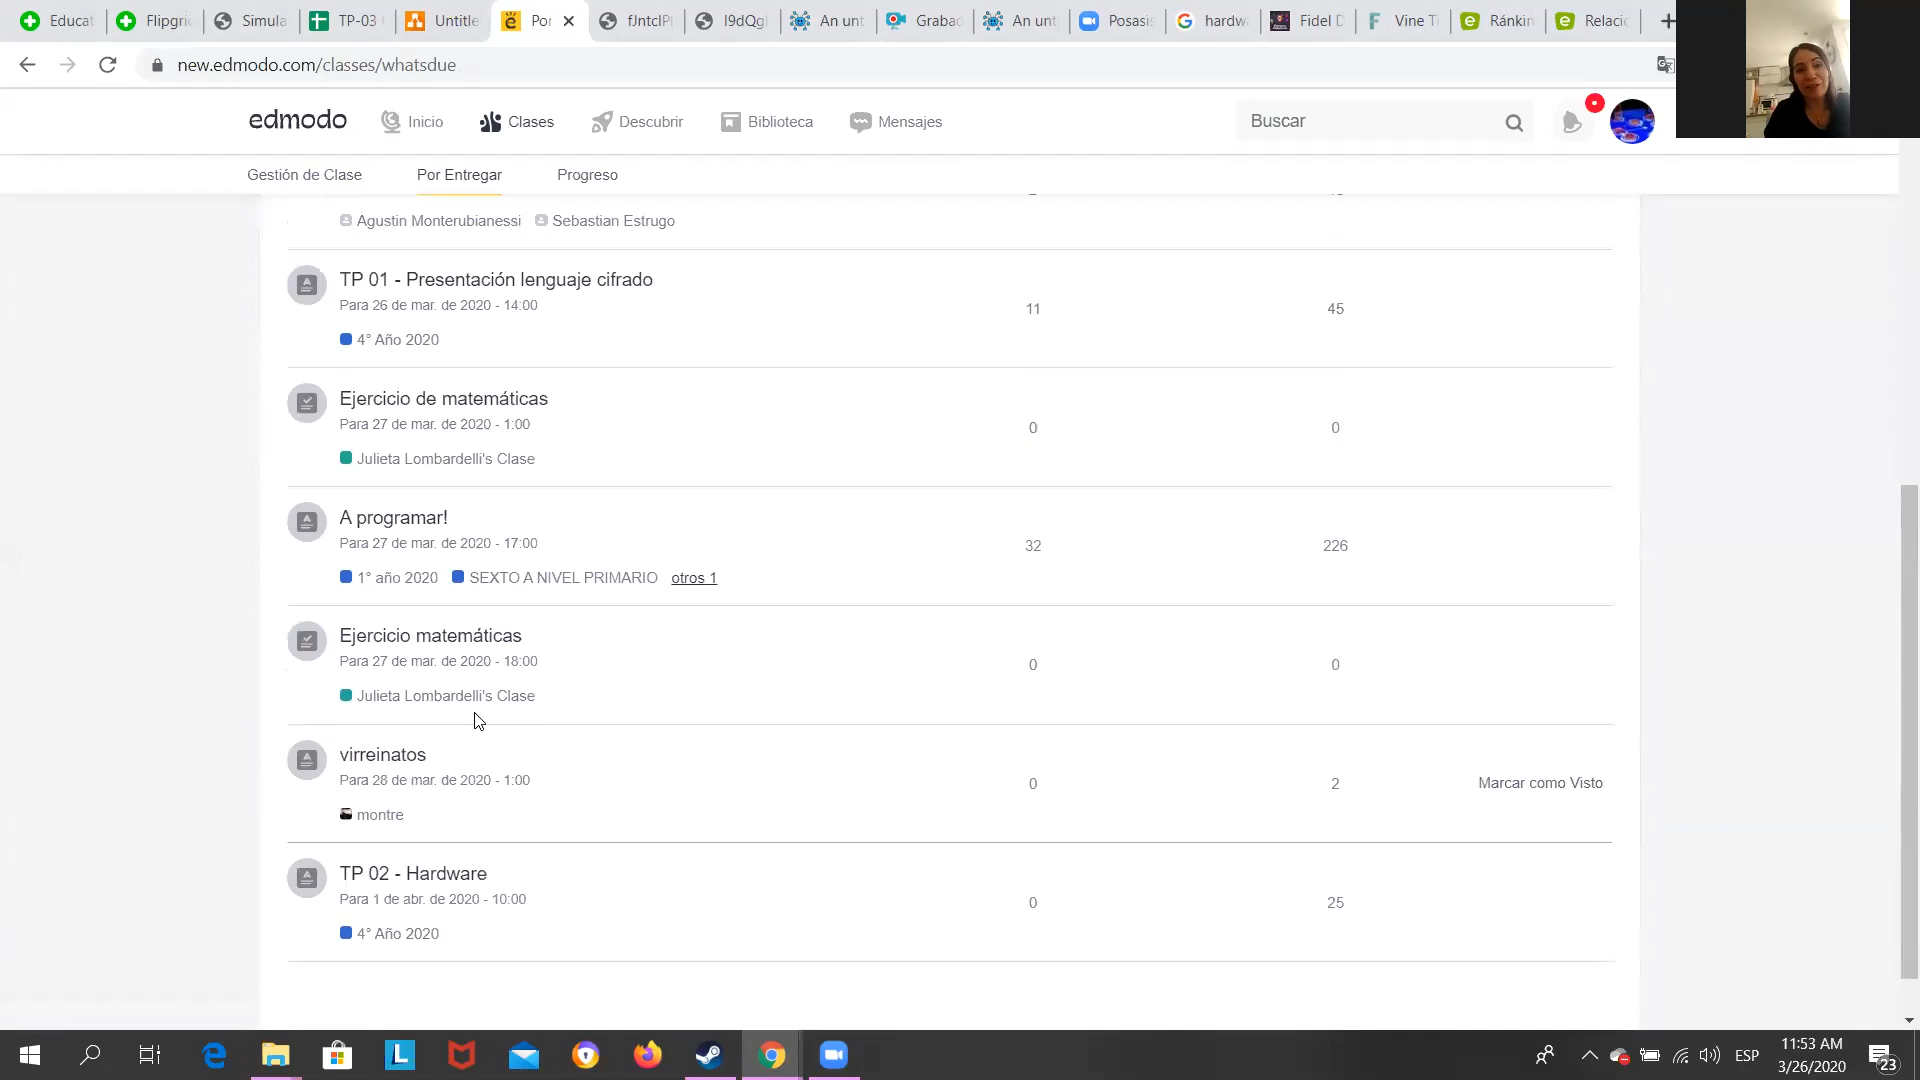 Educat
Flipgri
Simula
TP-03
Untitle
Por
fJntclPl
l9dQgl
An unt
Grabac
An unt
Posasi
hardwa
Fidel D
Vine T
Ránkin
Relacio
new.edmodo.com/classes/whatsdue
edmodo
Inicio
Clases
Descubrir
Biblioteca
Mensajes
Buscar
Gestión de Clase
Por Entregar
Progreso
Agustin Monterubianessi Sebastian Estrugo
TP 01 - Presentación lenguaje cifrado
Para 26 de mar. de 2020 - 14:00
11
45
4° Año 2020
Ejercicio de matemáticas
Para 27 de mar. de 2020 - 1:00
0
0
Julieta Lombardelli's Clase
A programar!
Para 27 de mar. de 2020 - 17:00
32
226
1° año 2020 SEXTO A NIVEL PRIMARIO otros 1
Ejercicio matemáticas
Para 27 de mar. de 2020 - 18:00
0
0
Julieta Lombardelli's Clase
virreinatos
Para 28 de mar. de 2020 - 1:00
0
2
Marcar como Visto
montre
TP 02 - Hardware
Para 1 de abr. de 2020 - 10:00
0
25
4° Año 2020
ESP
11:53 AM
3/26/2020
23